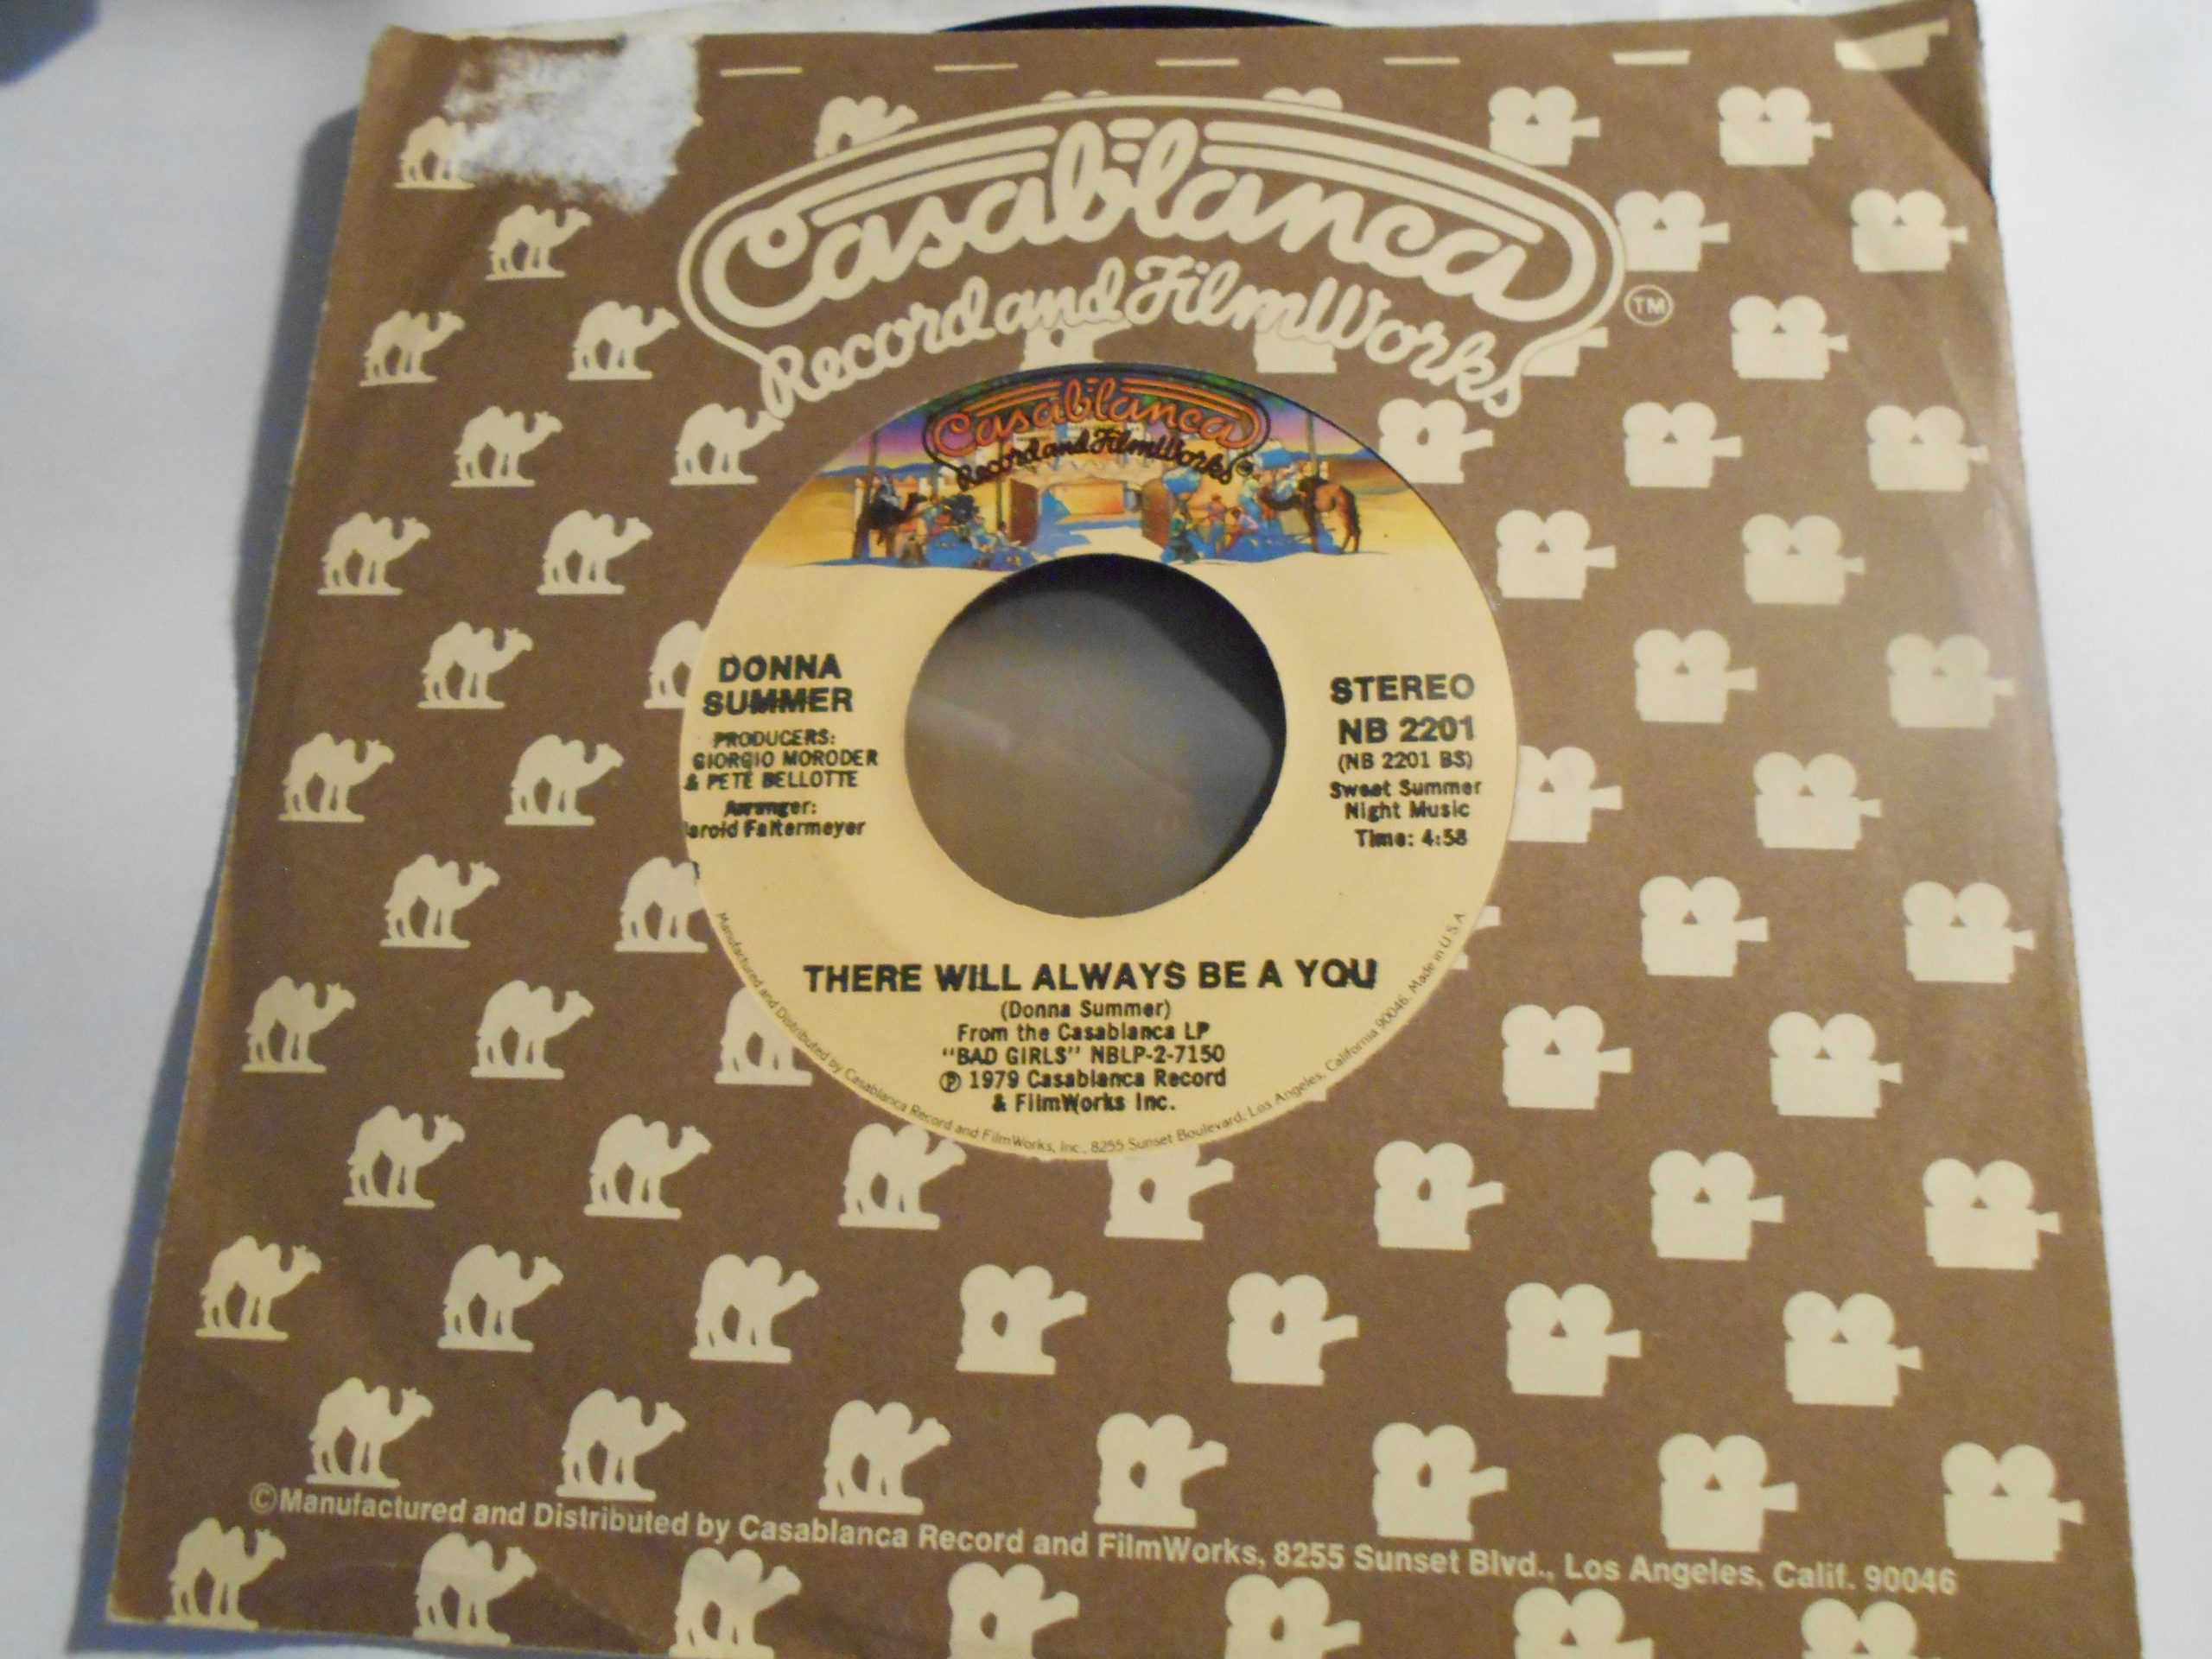 Casablanca
Record and FilmWorks
TM
Casablanca
Record and FilmWorks
DONNA
SUMMER
PRODUCERS:
GIORGIO MORODER
& PETE BELLOTTE
Arranger:
arold Faltermeyer
STEREO
NB 2201
(NB 2201 BS)
Sweet Summer
Night Music
Time: 4:58
THERE WILL ALWAYS BE A YOU
(Donna Summer)
From the Casablanca LP
"BAD GIRLS" NBLP-2-7150
℗ 1979 Casablanca Record
& FilmWorks Inc.
Manufactured and Distributed by Casablanca Record and FilmWorks, Inc., 8255 Sunset Boulevard, Los Angeles, California 90046. Made in U.S.A.
©Manufactured and Distributed by Casablanca Record and FilmWorks, 8255 Sunset Blvd., Los Angeles, Calif. 90046